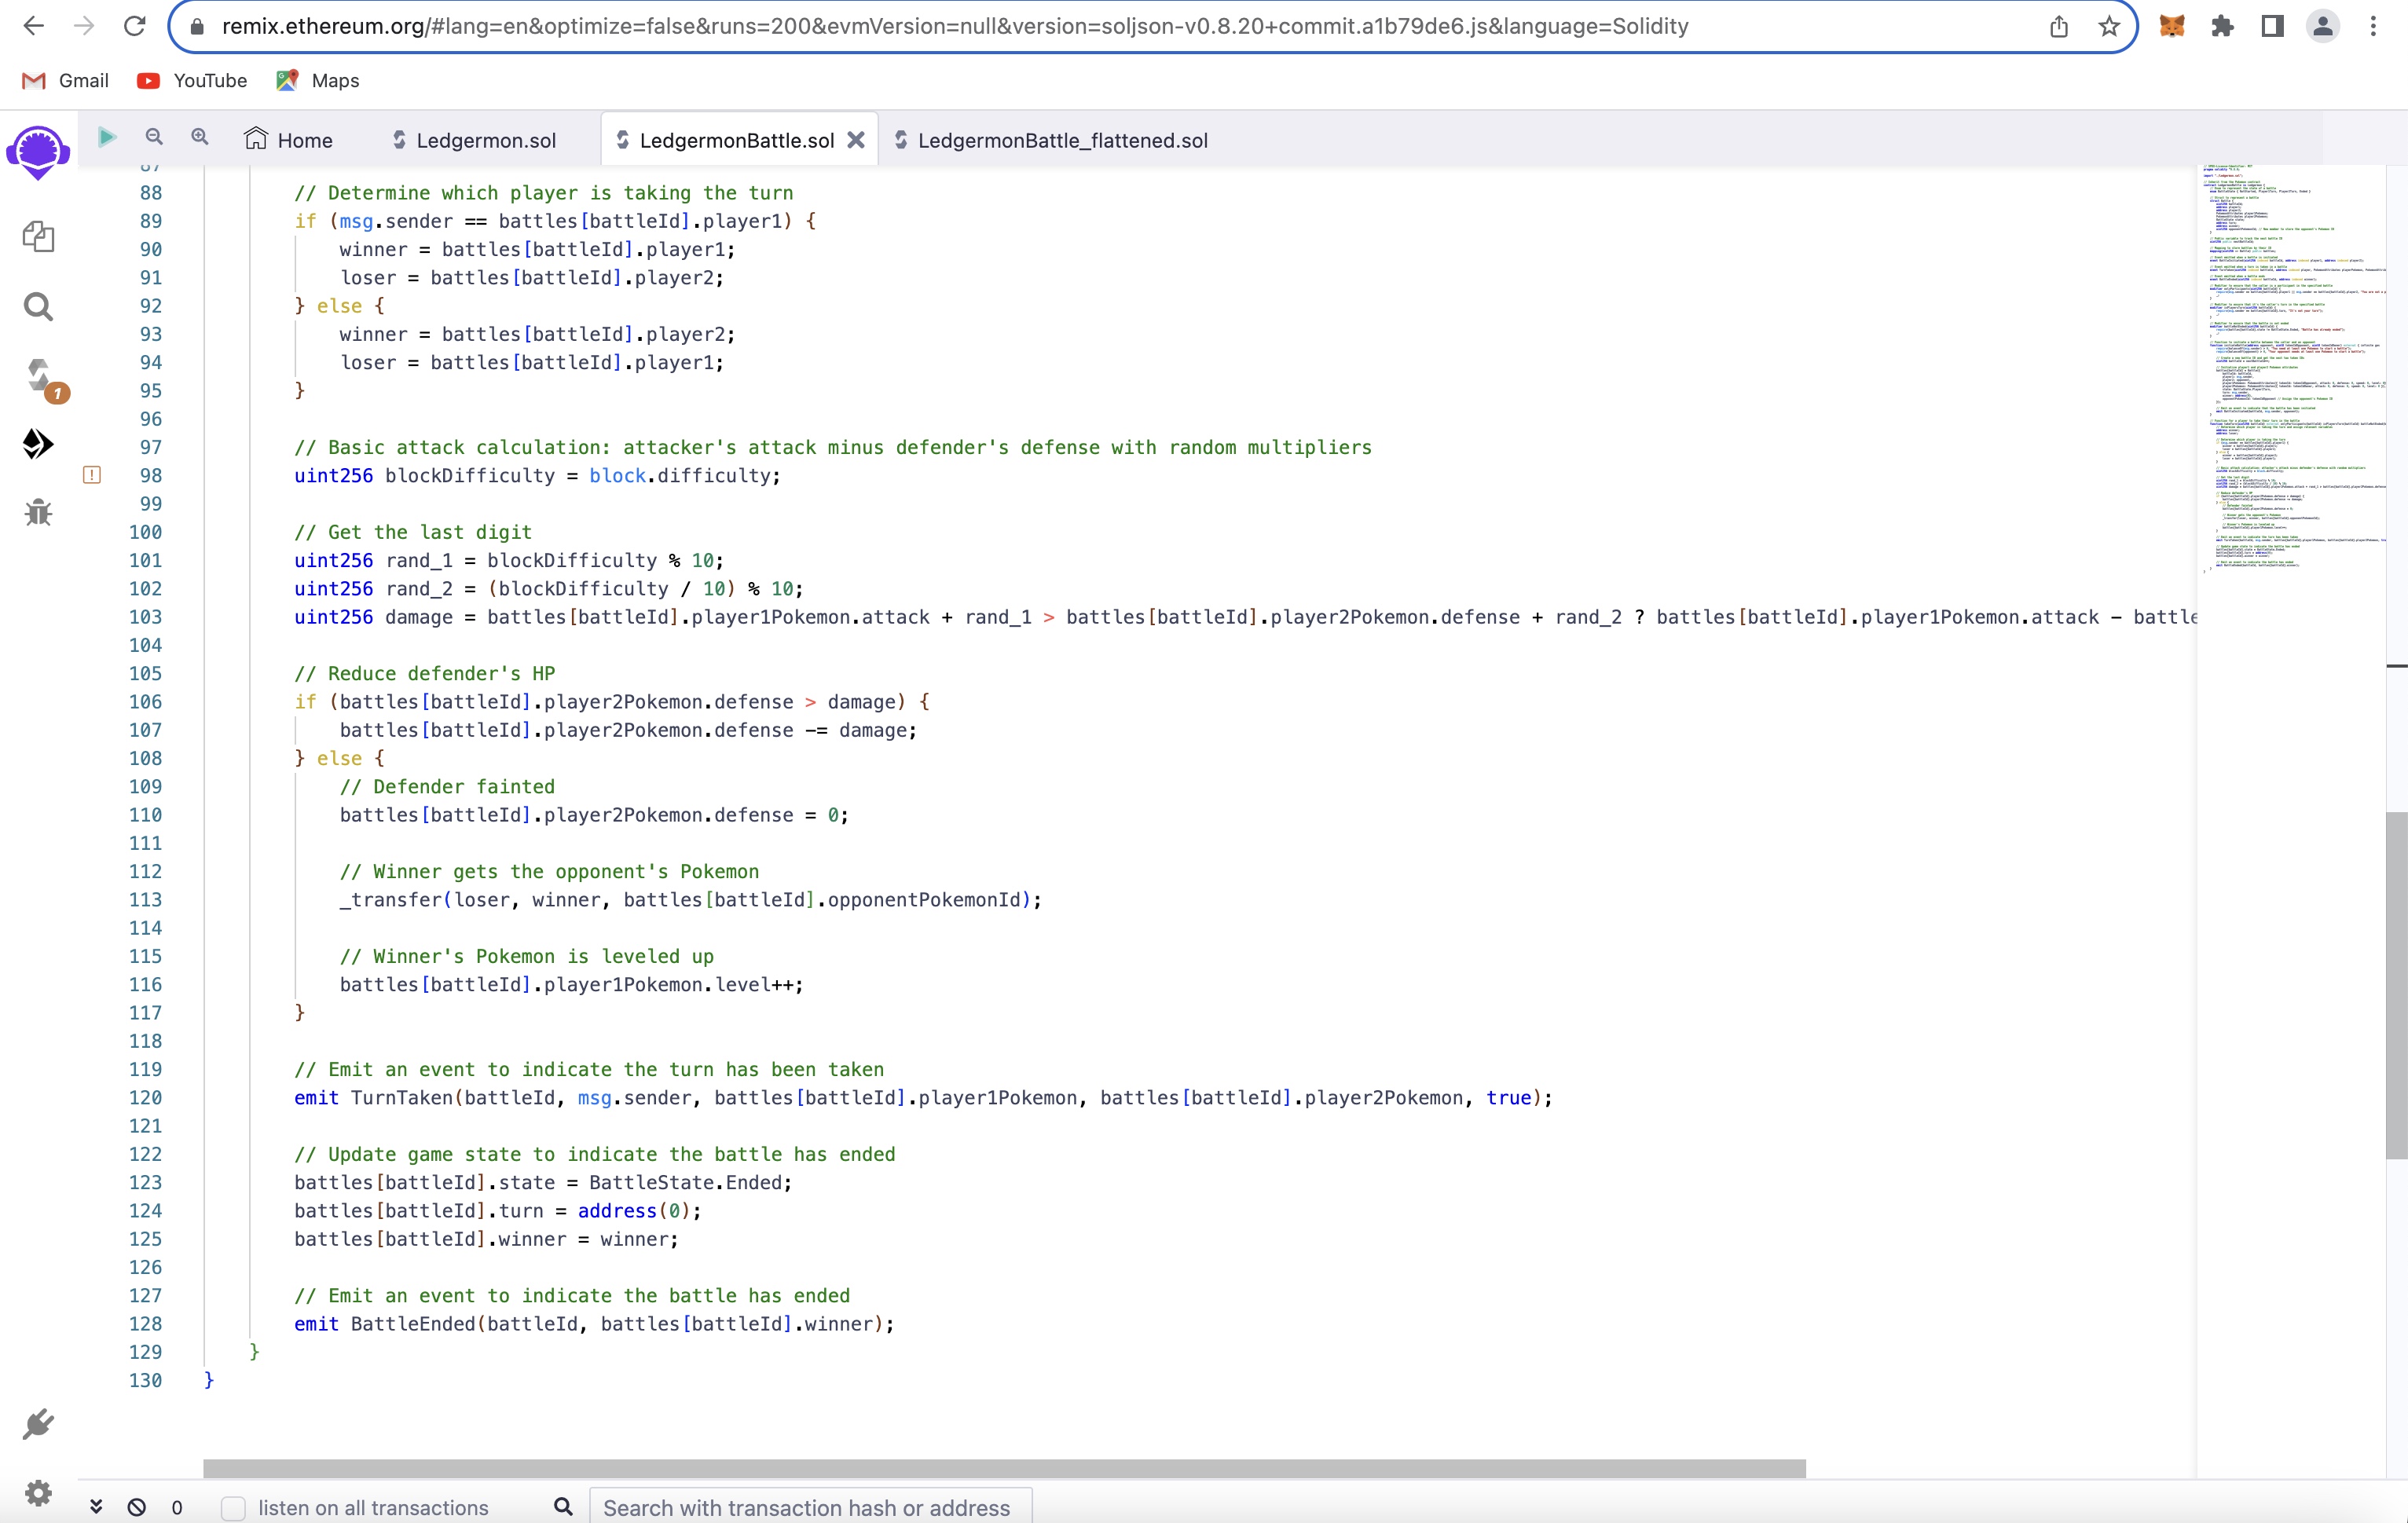 remix.ethereum.org/#lang=en&optimize=false&runs=200&evmVersion=null&version=soljson-v0.8.20+commit.a1b79de6.js&language=Solidity
Gmail YouTube Maps
Home Ledgermon.sol LedgermonBattle.sol LedgermonBattle_flattened.sol
87
88 // Determine which player is taking the turn
89 if (msg.sender == battles[battleId].player1) {
90 winner = battles[battleId].player1;
91 loser = battles[battleId].player2;
92 } else {
93 winner = battles[battleId].player2;
94 loser = battles[battleId].player1;
95 }
96
97 // Basic attack calculation: attacker's attack minus defender's defense with random multipliers
98 uint256 blockDifficulty = block.difficulty;
99
100 // Get the last digit
101 uint256 rand_1 = blockDifficulty % 10;
102 uint256 rand_2 = (blockDifficulty / 10) % 10;
103 uint256 damage = battles[battleId].player1Pokemon.attack + rand_1 > battles[battleId].player2Pokemon.defense + rand_2 ? battles[battleId].player1Pokemon.attack - battle
104
105 // Reduce defender's HP
106 if (battles[battleId].player2Pokemon.defense > damage) {
107 battles[battleId].player2Pokemon.defense -= damage;
108 } else {
109 // Defender fainted
110 battles[battleId].player2Pokemon.defense = 0;
111
112 // Winner gets the opponent's Pokemon
113 _transfer(loser, winner, battles[battleId].opponentPokemonId);
114
115 // Winner's Pokemon is leveled up
116 battles[battleId].player1Pokemon.level++;
117 }
118
119 // Emit an event to indicate the turn has been taken
120 emit TurnTaken(battleId, msg.sender, battles[battleId].player1Pokemon, battles[battleId].player2Pokemon, true);
121
122 // Update game state to indicate the battle has ended
123 battles[battleId].state = BattleState.Ended;
124 battles[battleId].turn = address(0);
125 battles[battleId].winner = winner;
126
127 // Emit an event to indicate the battle has ended
128 emit BattleEnded(battleId, battles[battleId].winner);
129 }
130 }
1
0 listen on all transactions Search with transaction hash or address